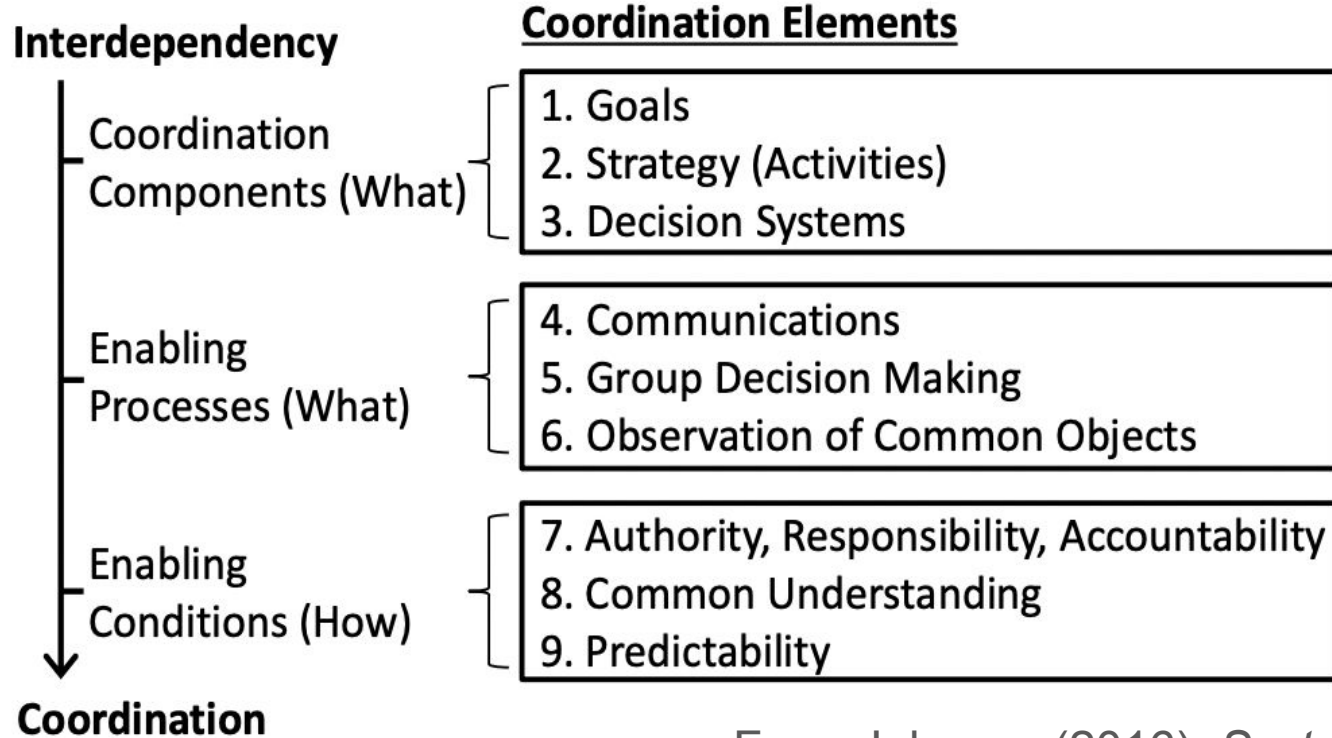 Coordination Elements
Interdependency
Coordination
Components (What)
1. Goals
2. Strategy (Activities)
3. Decision Systems
Enabling
Processes (What)
4. Communications
5. Group Decision Making
6. Observation of Common Objects
Enabling
Conditions (How)
7. Authority, Responsibility, Accountability
8. Common Understanding
9. Predictability
Coordination